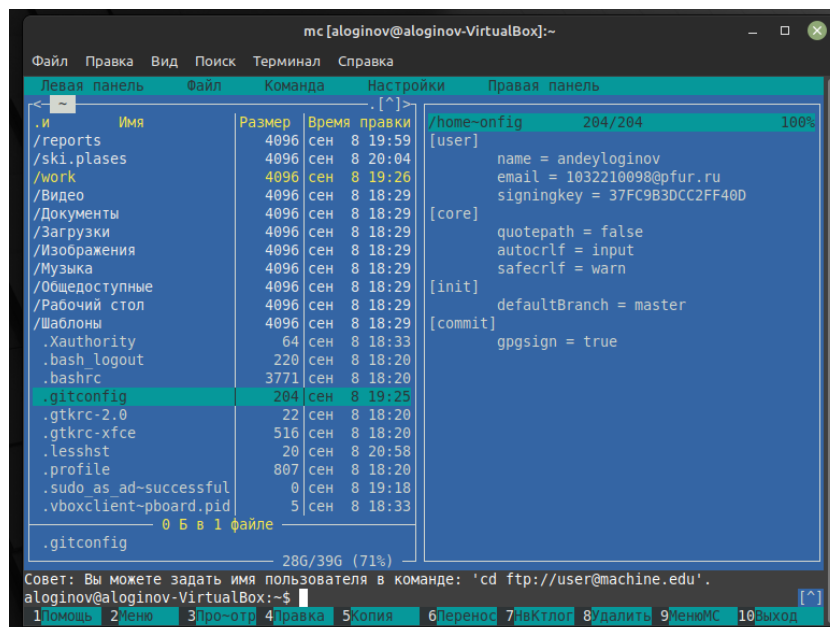 mc [aloginov@aloginov-VirtualBox]:~
Файл Правка Вид Поиск Терминал Справка
Левая панель Файл Команда Настройки Правая панель
<- ~ .[^]>
.и Имя Размер Время правки
/reports 4096 сен 8 19:59
/ski.plases 4096 сен 8 20:04
/work 4096 сен 8 19:26
/Видео 4096 сен 8 18:29
/Документы 4096 сен 8 18:29
/Загрузки 4096 сен 8 18:29
/Изображения 4096 сен 8 18:29
/Музыка 4096 сен 8 18:29
/Общедоступные 4096 сен 8 18:29
/Рабочий стол 4096 сен 8 18:29
/Шаблоны 4096 сен 8 18:29
.Xauthority 64 сен 8 18:33
.bash_logout 220 сен 8 18:20
.bashrc 3771 сен 8 18:20
.gitconfig 204 сен 8 19:25
.gtkrc-2.0 22 сен 8 18:20
.gtkrc-xfce 516 сен 8 18:20
.lesshst 20 сен 8 20:58
.profile 807 сен 8 18:20
.sudo_as_ad~successful 0 сен 8 19:18
.vboxclient~pboard.pid 5 сен 8 18:33
0 Б в 1 файле
.gitconfig
28G/39G (71%)
/home~onfig 204/204 100%
[user]
name = andeyloginov
email = 1032210098@pfur.ru
signingkey = 37FC9B3DCC2FF40D
[core]
quotepath = false
autocrlf = input
safecrlf = warn
[init]
defaultBranch = master
[commit]
gpgsign = true
Совет: Вы можете задать имя пользователя в команде: 'cd ftp://user@machine.edu'.
aloginov@aloginov-VirtualBox:~$ [^]
1Помощь 2Меню 3Про~отр 4Правка 5Копия 6Перенос 7НвКтлог 8Удалить 9МенюМС 10Выход